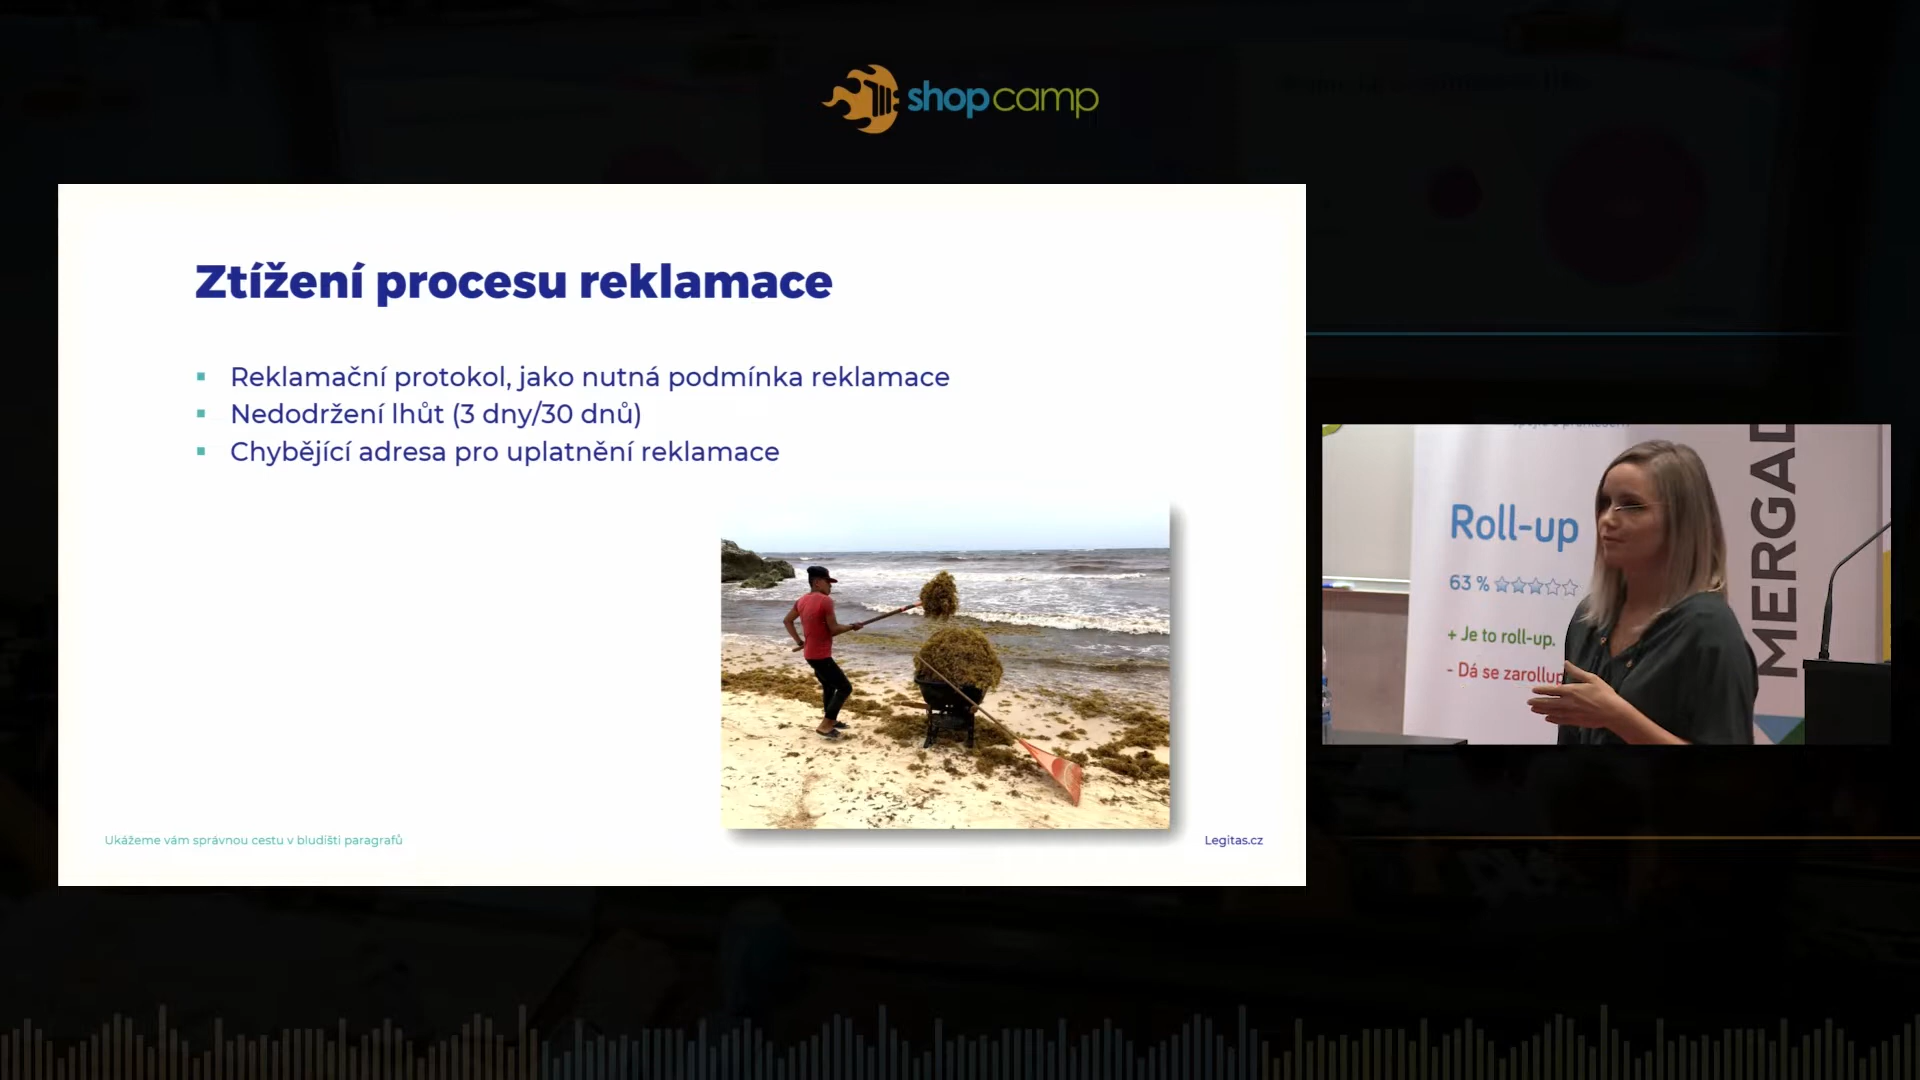 shopcamp
Ztížení procesu reklamace
Reklamační protokol, jako nutná podmínka reklamace
Nedodržení lhůt (3 dny/30 dnů)
Chybějící adresa pro uplatnění reklamace
Ukážeme vám správnou cestu v bludišti paragrafů
Legitas.cz
Roll-up
63 %
+ Je to roll-up.
- Dá se zarollup
MERGAD